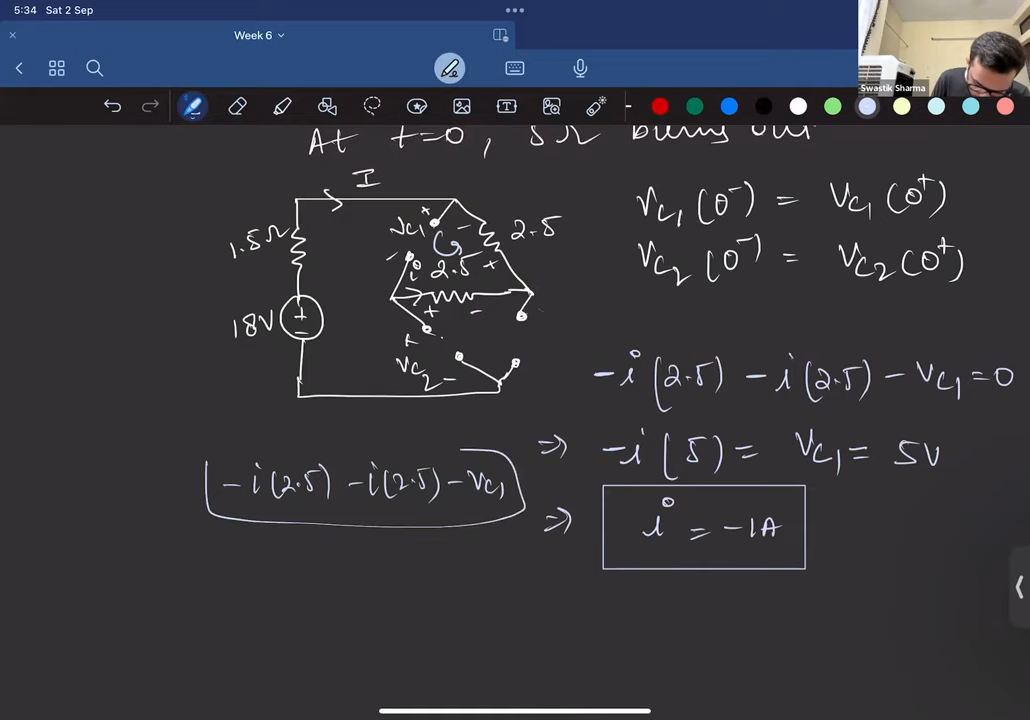 5:34 Sat 2 Sep
Week 6
Swastik Sharma
At t=0, 5Ω burns out
I
1.5Ω
18V
+
-
VC1
+
-
2.5
+
-
i
2.5
+
-
+
VC2
-
VC1(0⁻) = VC1(0⁺)
VC2(0⁻) = VC2(0⁺)
-i(2.5) -i(2.5) - VC1 = 0
⇒ -i(5) = VC1 = 5V
-i(2.5) -i(2.5) - VC1
⇒ i = -1A